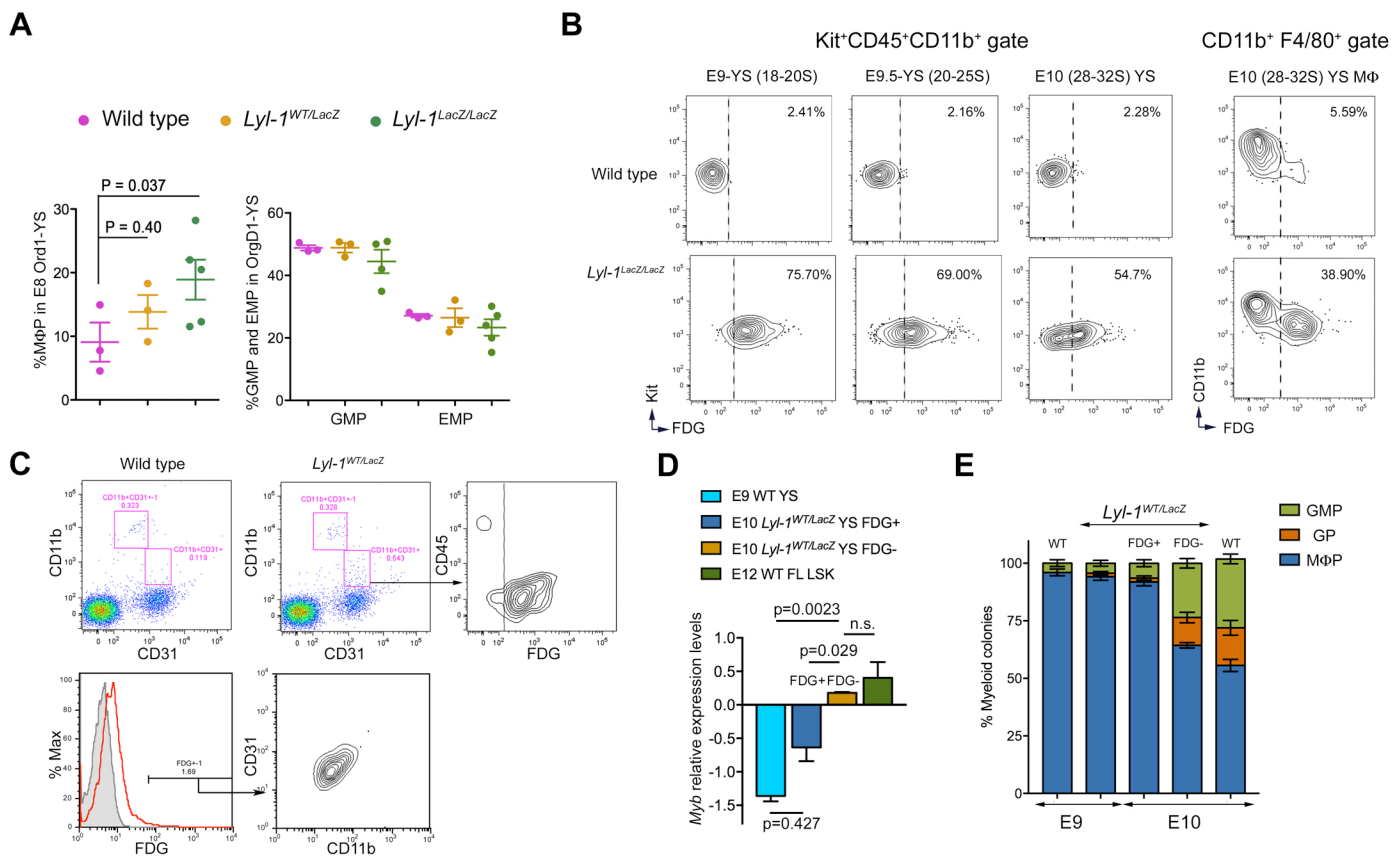 A
Wild type
Lyl-1WT/LacZ
Lyl-1LacZ/LacZ
P = 0.037
P = 0.40
%MΦP in E8 Ord1-YS
30
20
10
0
%GMP and EMP in OrgD1-YS
60
40
20
0
GMP
EMP
B
Kit+CD45+CD11b+ gate
CD11b+ F4/80+ gate
E9-YS (18-20S)
E9.5-YS (20-25S)
E10 (28-32S) YS
E10 (28-32S) YS MΦ
Wild type
2.41%
2.16%
2.28%
5.59%
Lyl-1LacZ/LacZ
75.70%
69.00%
54.7%
38.90%
Kit
FDG
CD11b
FDG
C
Wild type
Lyl-1WT/LacZ
CD11b+CD31+-1
0.323
CD11b+CD31+
0.119
CD11b
CD31
CD11b+CD31+-1
0.328
CD11b+CD31+
0.543
CD11b
CD31
CD45
FDG
% Max
100
80
60
40
20
0
FDG+-1
1.69
FDG
CD31
CD11b
D
E9 WT YS
E10 Lyl-1WT/LacZ YS FDG+
E10 Lyl-1WT/LacZ YS FDG-
E12 WT FL LSK
p=0.0023
n.s.
p=0.029
FDG+FDG-
Myb relative expression levels
1.0
0.5
0.0
-0.5
-1.0
-1.5
p=0.427
E
Lyl-1WT/LacZ
GMP
GP
MΦP
WT
FDG+
FDG-
WT
% Myeloid colonies
100
75
50
25
0
E9
E10